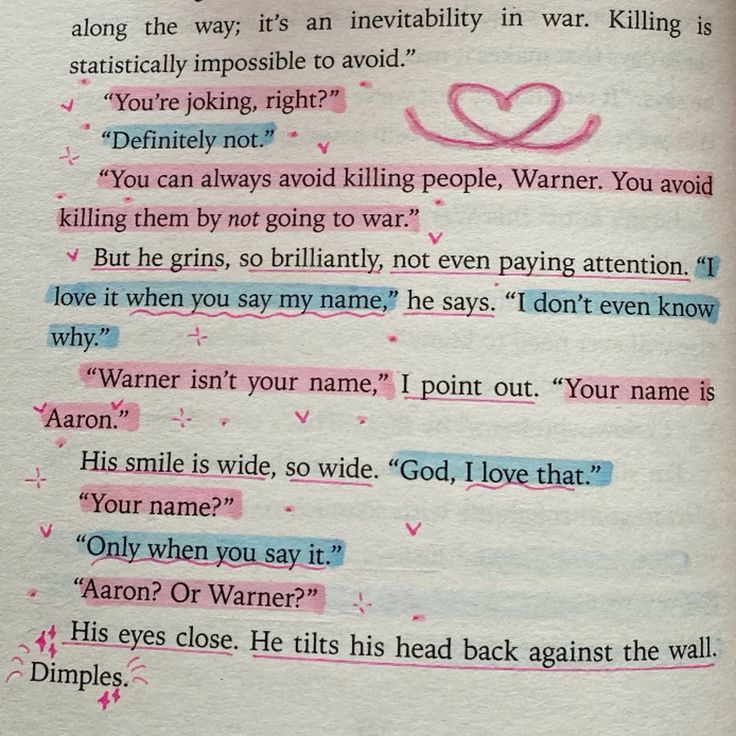 along the way; it's an inevitability in war. Killing is
statistically impossible to avoid."
"You're joking, right?"
"Definitely not."
"You can always avoid killing people, Warner. You avoid
killing them by not going to war."
But he grins, so brilliantly, not even paying attention. "I
love it when you say my name," he says. "I don't even know
why."
"Warner isn't your name," I point out. "Your name is
Aaron."
His smile is wide, so wide. "God, I love that."
"Your name?"
"Only when you say it."
"Aaron? Or Warner?"
His eyes close. He tilts his head back against the wall.
Dimples.